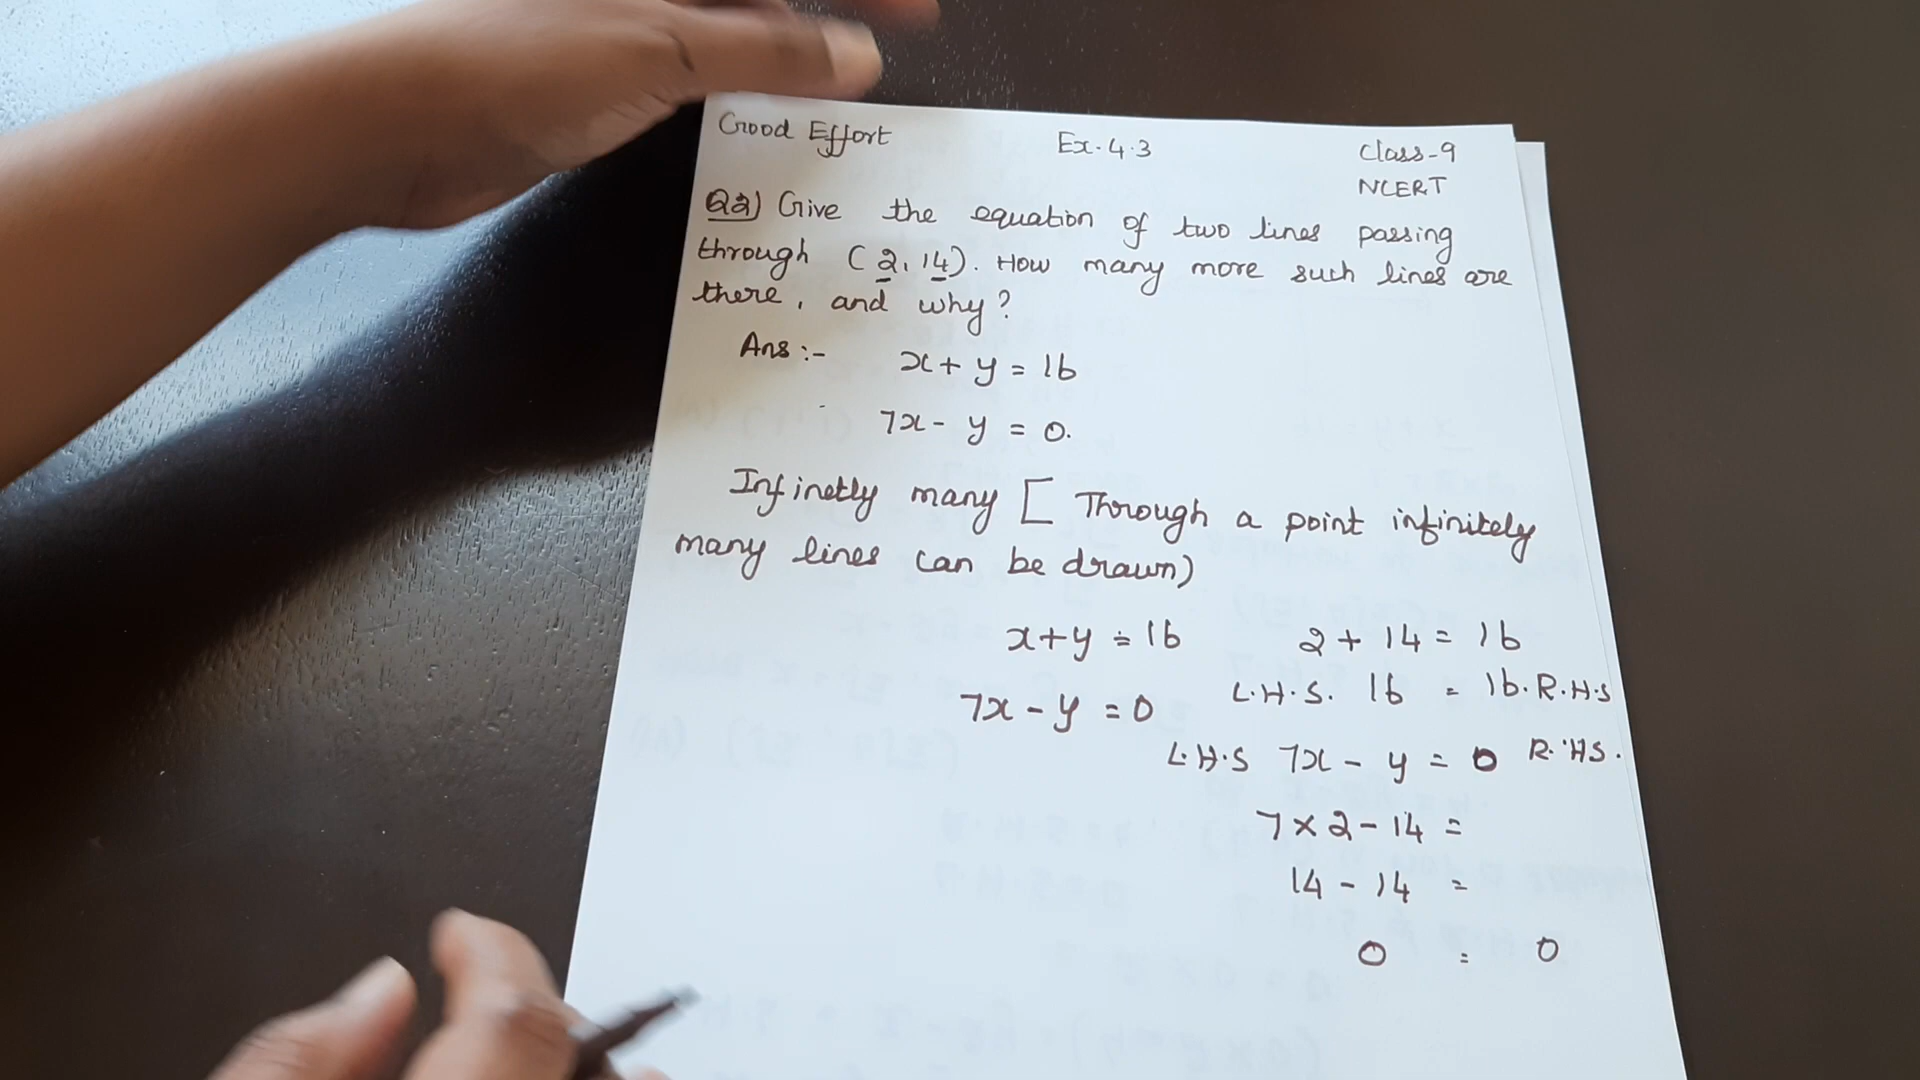 Good Effort Ex. 4.3 Class-9
NCERT
Q2) Give the equation of two lines passing
through (2, 14). How many more such lines are
there, and why?
Ans :- x + y = 16
7x - y = 0.
Infinetly many [ Through a point infinitely
many lines can be drawn)
x+y = 16 2 + 14 = 16
L.H.S. 16 = 16. R.H.S
7x - y = 0
L.H.S 7x - y = 0 R.HS.
7 × 2 - 14 =
14 - 14 =
0 = 0